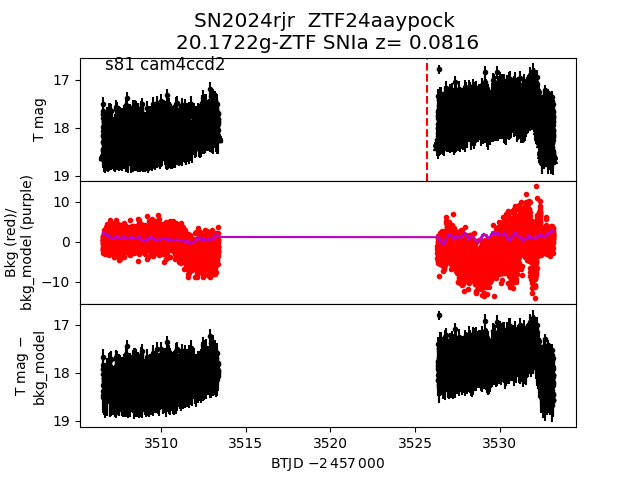 SN2024rjr  ZTF24aaypock
20.1722g-ZTF SNIa z= 0.0816
s81 cam4ccd2
T mag
17
18
19
Bkg (red)/
bkg_model (purple)
10
0
−10
T mag −
bkg_model
17
18
19
3510
3515
3520
3525
3530
BTJD −2 457 000